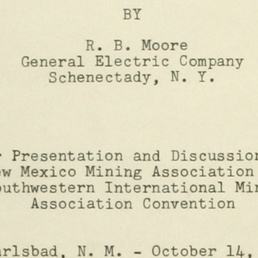 BY
R. B. Moore
General Electric Company
Schenectady, N. Y.
Presentation and Discussion
Mexico Mining Association
International
Association Convention
N. M. - October 14,